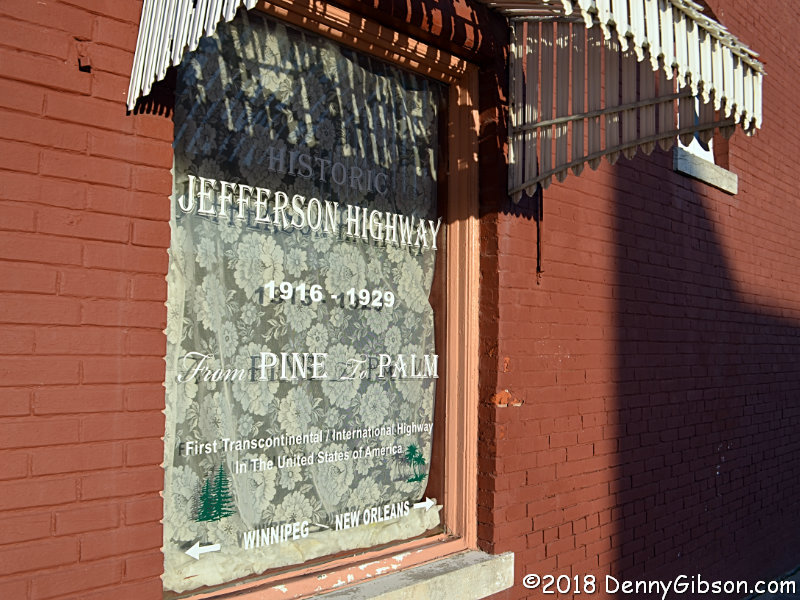 HISTORIC
JEFFERSON HIGHWAY
1916 - 1929
From PINE To PALM
First Transcontinental / International Highway
In The United States of America
WINNIPEG NEW ORLEANS
©2018 DennyGibson.com